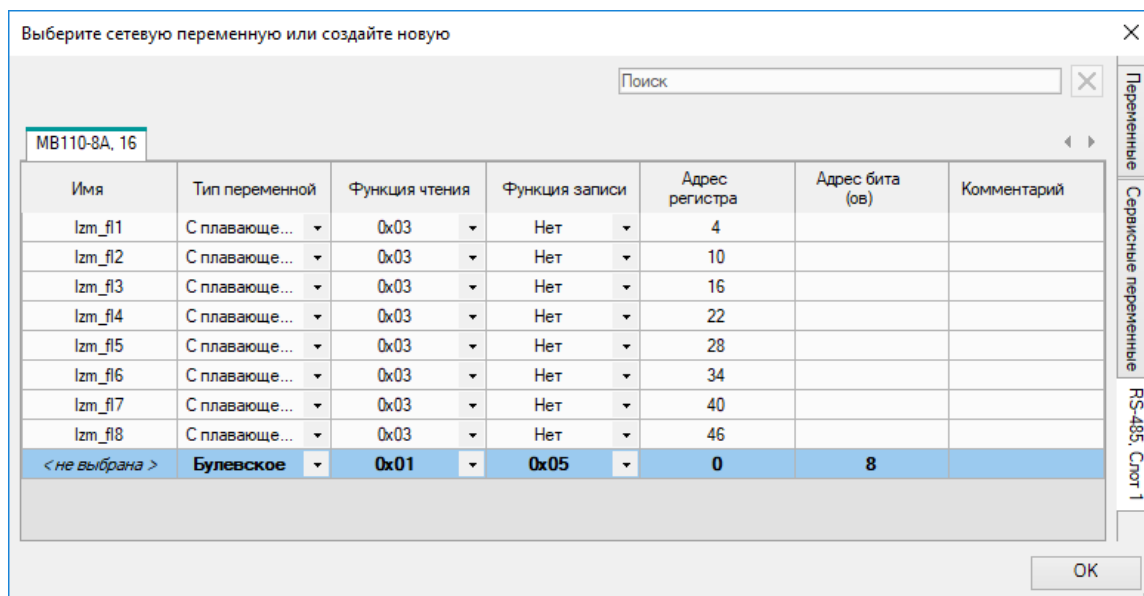 Выберите сетевую переменную или создайте новую
Поиск
МВ110-8А, 16
Имя Тип переменной Функция чтения Функция записи Адрес регистра Адрес бита (ов) Комментарий
Izm_fl1 С плавающе... 0x03 Нет 4
Izm_fl2 С плавающе... 0x03 Нет 10
Izm_fl3 С плавающе... 0x03 Нет 16
Izm_fl4 С плавающе... 0x03 Нет 22
Izm_fl5 С плавающе... 0x03 Нет 28
Izm_fl6 С плавающе... 0x03 Нет 34
Izm_fl7 С плавающе... 0x03 Нет 40
Izm_fl8 С плавающе... 0x03 Нет 46
< не выбрана > Булевское 0x01 0x05 0 8
Переменные
Сервисные переменные
RS-485, Слот 1
OK